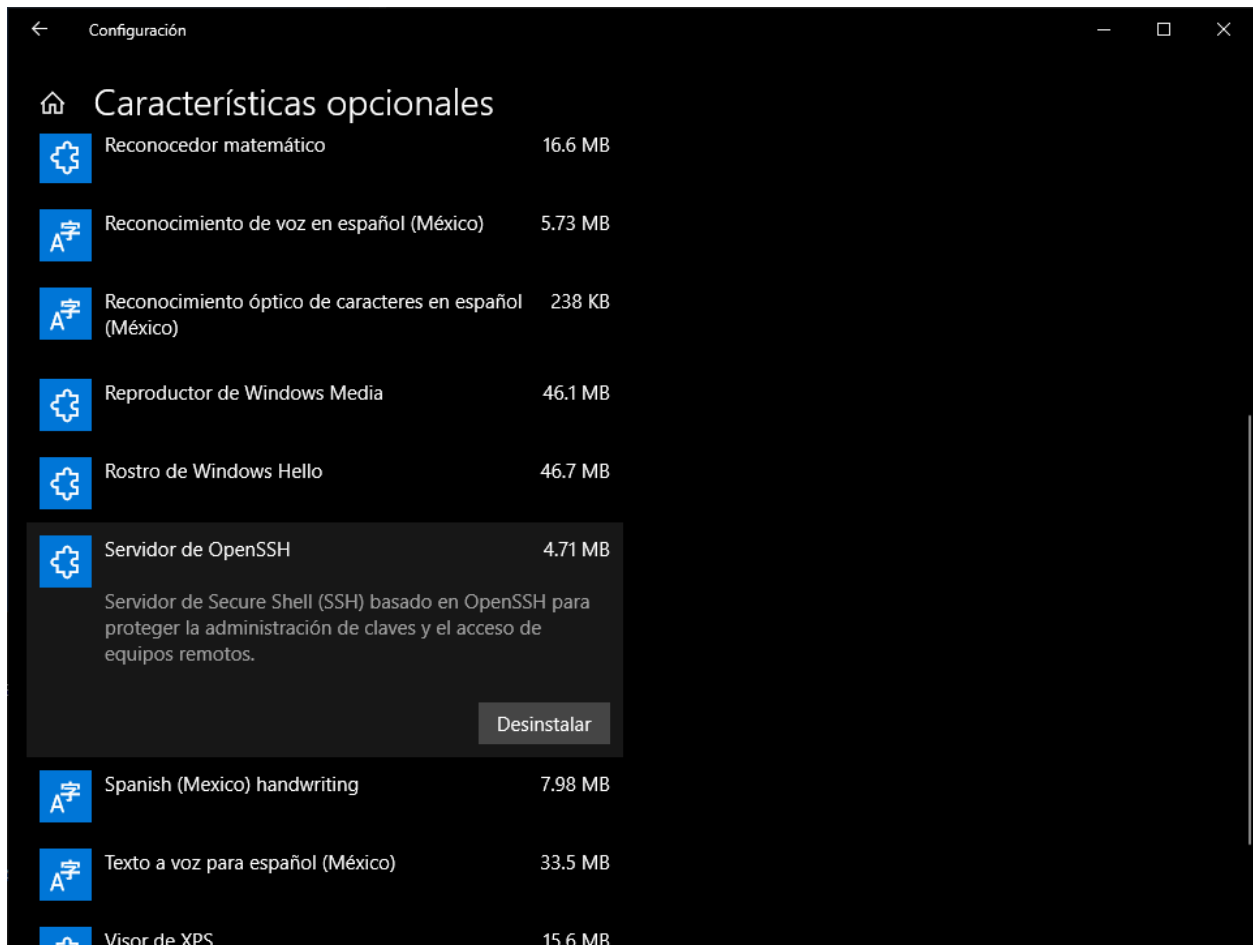 Configuración
Características opcionales
Reconocedor matemático 16.6 MB
Reconocimiento de voz en español (México) 5.73 MB
Reconocimiento óptico de caracteres en español 238 KB
(México)
Reproductor de Windows Media 46.1 MB
Rostro de Windows Hello 46.7 MB
Servidor de OpenSSH 4.71 MB
Servidor de Secure Shell (SSH) basado en OpenSSH para
proteger la administración de claves y el acceso de
equipos remotos.
Desinstalar
Spanish (Mexico) handwriting 7.98 MB
Texto a voz para español (México) 33.5 MB
Visor de XPS 15.6 MB